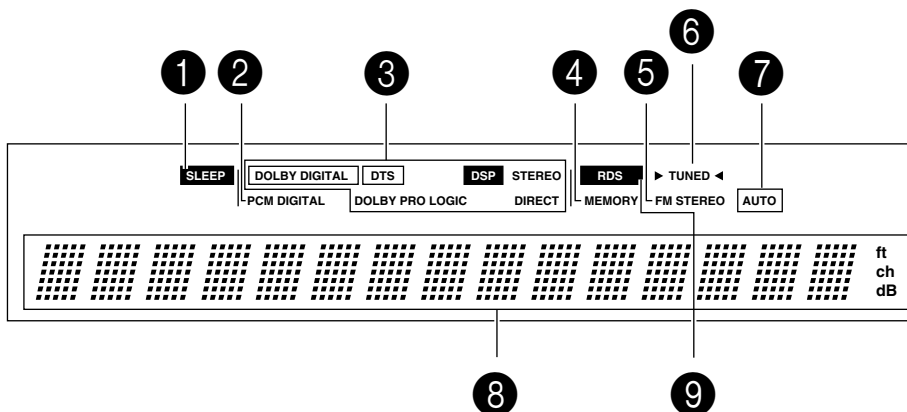 1 2 3 4 5 6 7
SLEEP DOLBY DIGITAL DTS DSP STEREO RDS ► TUNED ◄
PCM DIGITAL DOLBY PRO LOGIC DIRECT MEMORY FM STEREO AUTO
ft
ch
dB
8 9